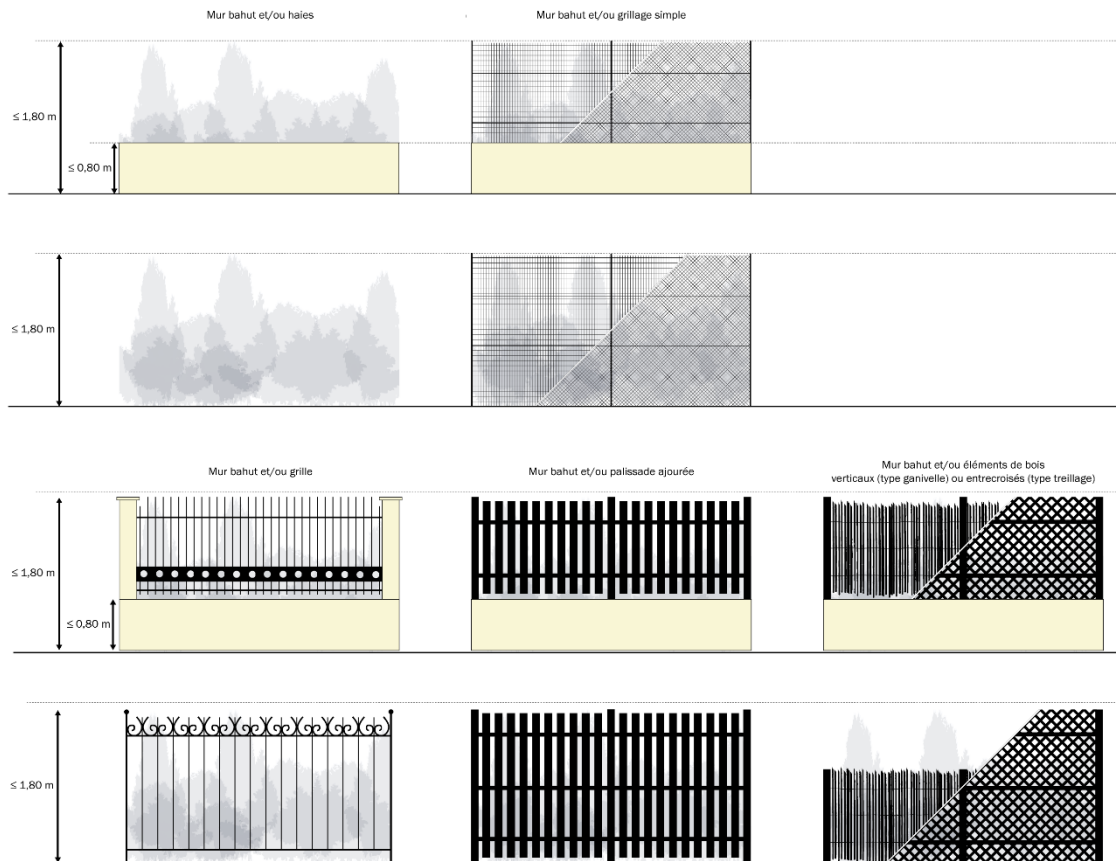 Mur bahut et/ou haies
Mur bahut et/ou grillage simple
≤ 1,80 m
≤ 0,80 m
≤ 1,80 m
Mur bahut et/ou grille
Mur bahut et/ou palissade ajourée
Mur bahut et/ou éléments de bois
verticaux (type ganivelle) ou entrecroisés (type treillage)
≤ 1,80 m
≤ 0,80 m
≤ 1,80 m